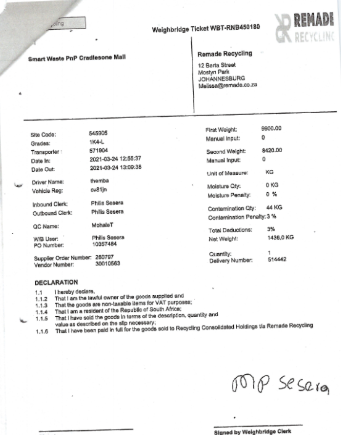 Weighbridge Ticket WBT-RNB450180
REMADE
RECYCLING
Smart Waste PnP Cradlesone Mall
Remade Recycling
12 Barts Street
Mostyn Park
JOHANNESBURG
Melissa@remade.co.za
Site Code: 545505
Grades: 1K4-L
Transporter : 571904
Date In: 2021-03-24 12:55:37
Date Out: 2021-03-24 13:09:38
Driver Name: themba
Vehicle Reg:
Inbound Clerk: Philis Sesera
Outbound Clerk: Philis Sesera
QC Name: MohaleT
W/B User: Philis Sesera
PO Number: 10357484
Supplier Order Number: 280797
Vendor Number: 30010563
First Weight: 9900.00
Manual Input: 0
Second Weight: 8420.00
Manual Input: 0
Unit of Measure: KG
Moisture Qty: 0 KG
Moisture Penalty: 0 %
Contamination Qty: 44 KG
Contamination Penalty: 3 %
Total Deductions: 3%
Net Weight: 1436,0 KG
Quantity: 1
Delivery Number: 514442
DECLARATION
1.1 I hereby declare,
1.1.2 That I am the lawful owner of the goods supplied and
1.1.3 That the goods are non-taxable items for VAT purposes;
1.1.4 That I am a resident of the Republic of South Africa;
1.1.5 That I have sold the goods in terms of the description, quantity and
value as described on the slip necessary,
1.1.6 That I have been paid in full for the goods sold to Recycling Consolidated Holdings t/a Remade Recycling
MP Sesera
Signed by Weighbridge Clerk